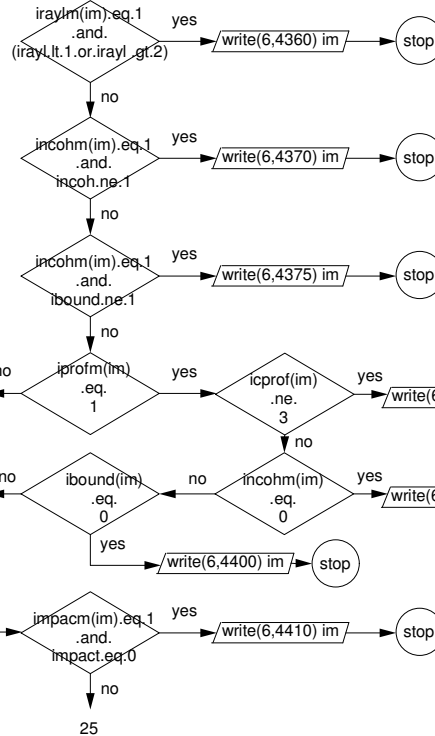 iraylm(im).eq.1
.and.
(irayl.lt.1.or.irayl .gt.2)
yes
write(6,4360) im
stop
no
incohm(im).eq.1
.and.
incoh.ne.1
yes
write(6,4370) im
stop
no
incohm(im).eq.1
.and.
ibound.ne.1
yes
write(6,4375) im
stop
no
no
iprofm(im)
.eq.
1
yes
icprof(im)
.ne.
3
yes
write(6
no
no
ibound(im)
.eq.
0
no
incohm(im)
.eq.
0
yes
write(6
yes
write(6,4400) im
stop
impacm(im).eq.1
.and.
impact.eq.0
yes
write(6,4410) im
stop
no
25